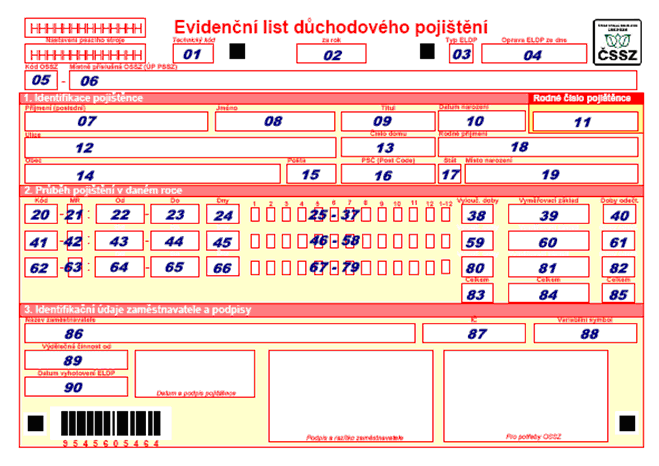 Evidenční list důchodového pojištění
Nastavení psacího stroje
Technický kód za rok Typ ELDP Oprava ELDP ze dne
01 02 03 04
ČSSZ
Kód OSSZ Místně příslušná OSSZ (ÚP PSSZ)
05 - 06
1. Identifikace pojištěnce Rodné číslo pojištěnce
Příjmení (poslední) Jméno Titul Datum narození
07 08 09 10 11
Ulice Číslo domu Rodné příjmení
12 13 18
Obec Pošta PSČ (Post Code) Stát Místo narození
14 15 16 17 19
2. Průběh pojištění v daném roce
Kód MR Od Do Dny 1 2 3 4 5 6 7 8 9 10 11 12 1-12 Vylouč. doby Vyměřovací základ Doby odečt.
20 - 21 : 22 - 23 24 25 - 37 38 39 40
41 - 42 : 43 - 44 45 46 - 58 59 60 61
62 - 63 : 64 - 65 66 67 - 79 80 81 82
Celkem Celkem Celkem
83 84 85
3. Identifikační údaje zaměstnavatele a podpisy
Název zaměstnavatele IČ Variabilní symbol
86 87 88
Výdělečná činnost od
89
Datum vyhotovení ELDP
90
Datum a podpis pojištěnce
Podpis a razítko zaměstnavatele
Pro potřeby OSSZ
9545605464